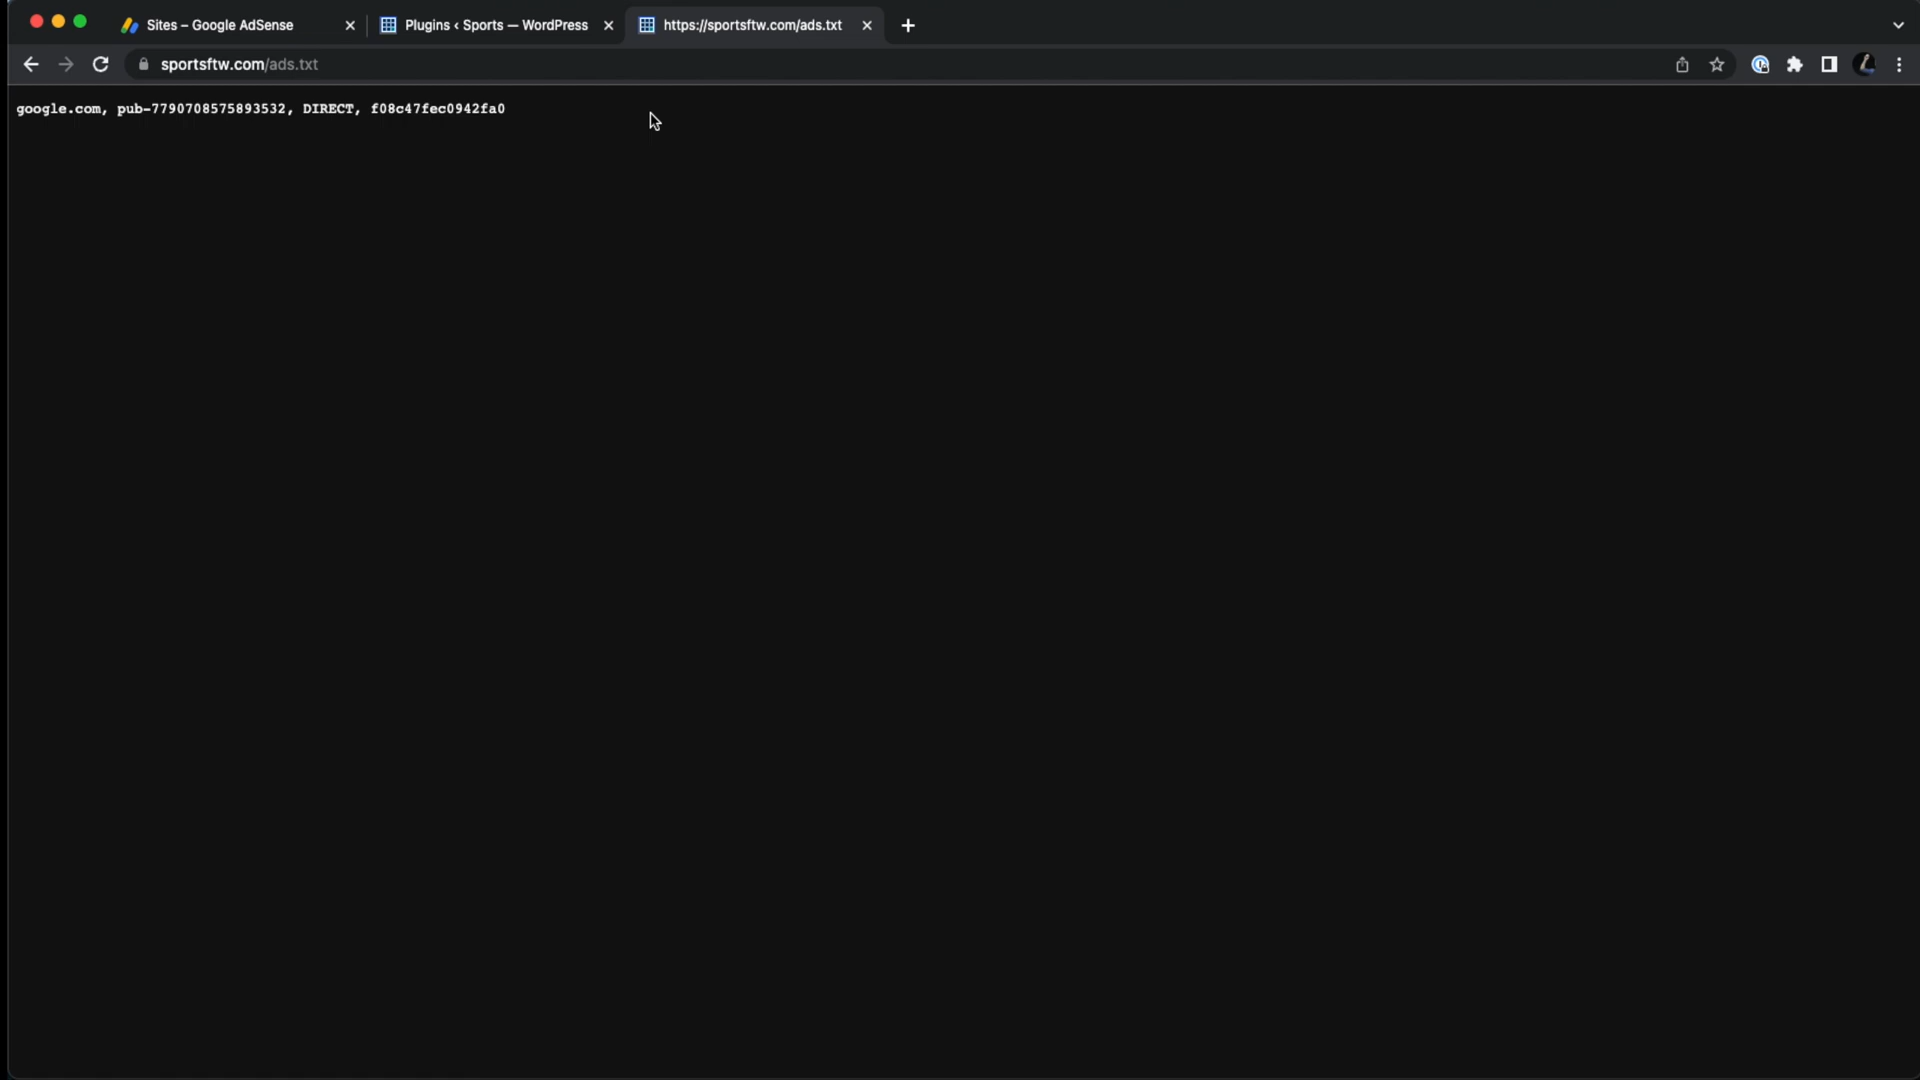 Sites – Google AdSense
Plugins ‹ Sports — WordPress
https://sportsftw.com/ads.txt
sportsftw.com/ads.txt
google.com, pub-7790708575893532, DIRECT, f08c47fec0942fa0